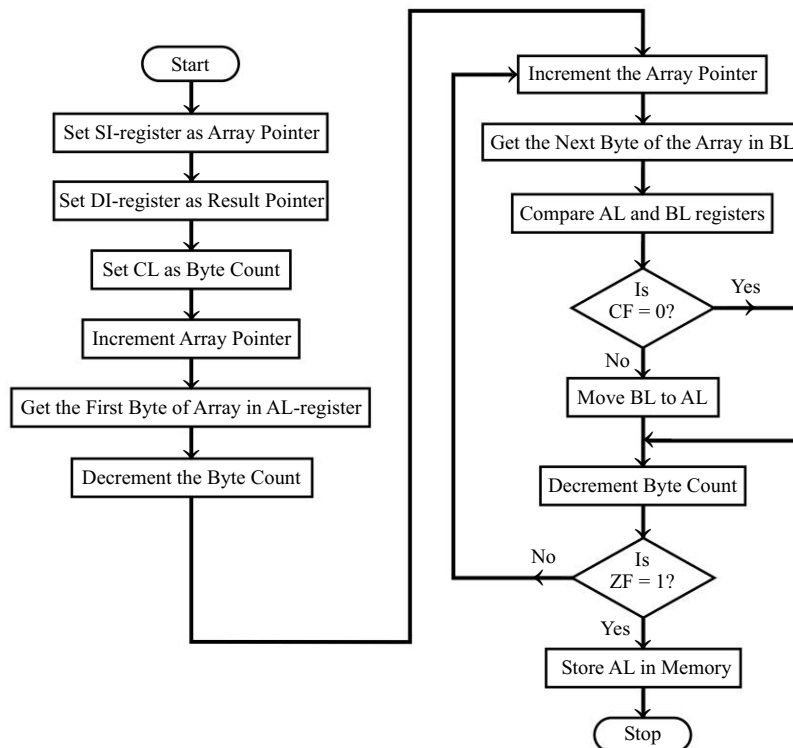 Start
Set SI-register as Array Pointer
Set DI-register as Result Pointer
Set CL as Byte Count
Increment Array Pointer
Get the First Byte of Array in AL-register
Decrement the Byte Count
Increment the Array Pointer
Get the Next Byte of the Array in BL
Compare AL and BL registers
Is
CF = 0?
Yes
No
Move BL to AL
Decrement Byte Count
Is
ZF = 1?
No
Yes
Store AL in Memory
Stop